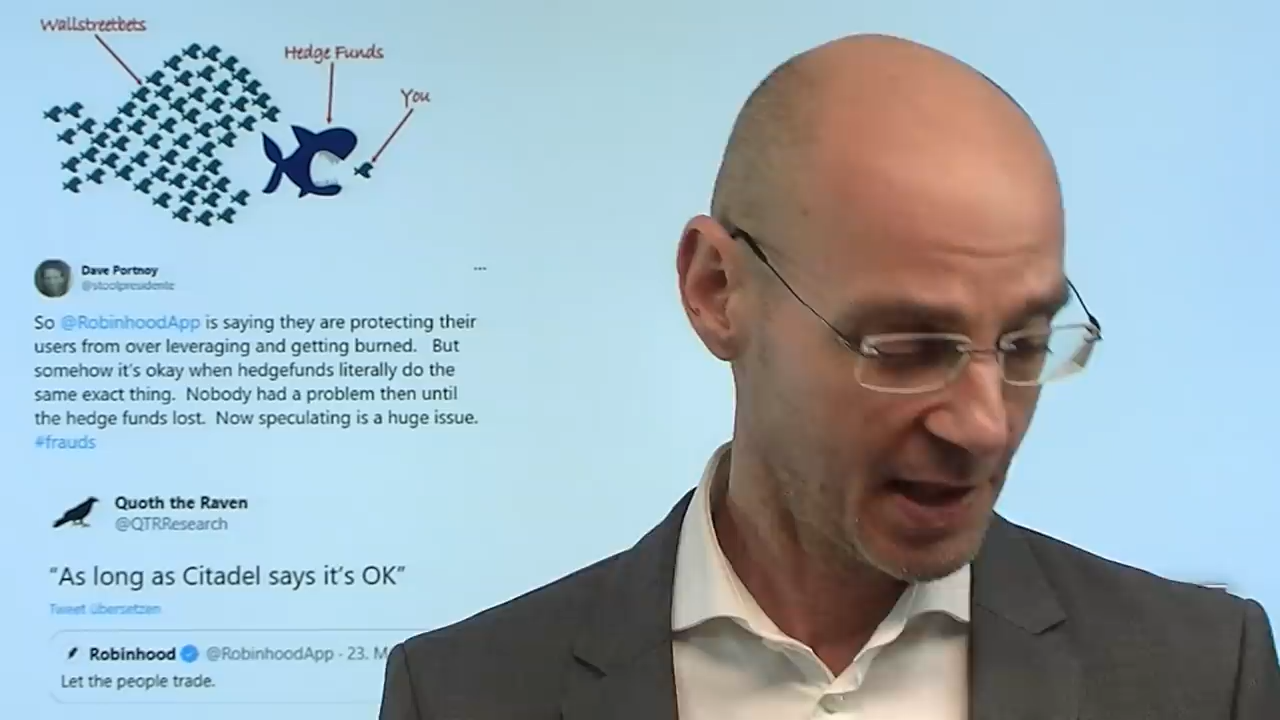 Wallstreetbets
Hedge Funds
You
Dave Portnoy
@stoolpresidente
So @RobinhoodApp is saying they are protecting their
users from over leveraging and getting burned. But
somehow it's okay when hedgefunds literally do the
same exact thing. Nobody had a problem then until
the hedge funds lost. Now speculating is a huge issue.
#frauds
Quoth the Raven
@QTRResearch
“As long as Citadel says it’s OK”
Tweet übersetzen
Robinhood @RobinhoodApp · 23. M
Let the people trade.